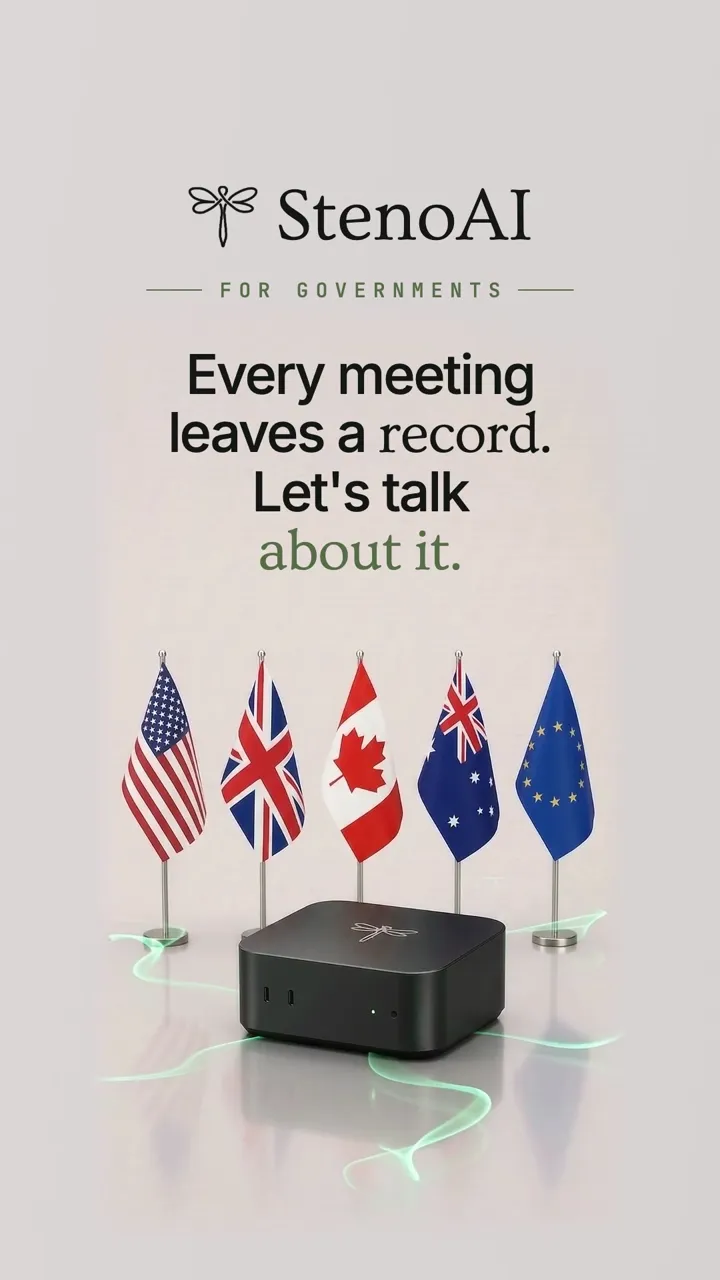 StenoAI
FOR GOVERNMENTS
Every meeting
leaves a record.
Let's talk
about it.